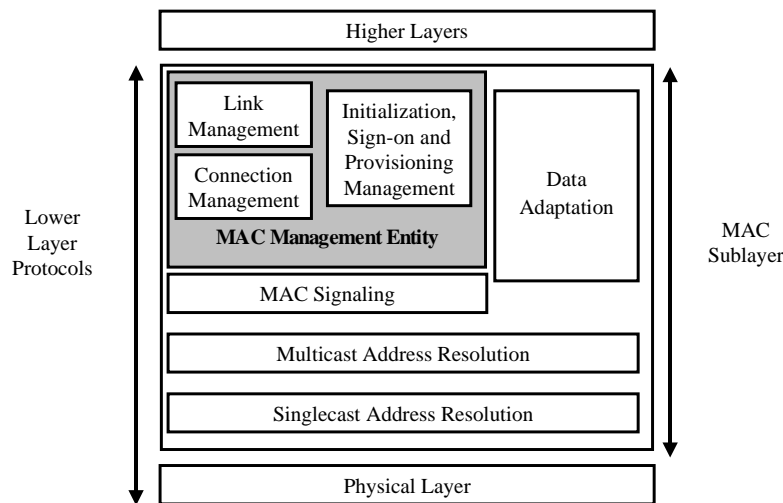 Higher Layers
Link
Management
Initialization,
Sign-on and
Provisioning
Management
Connection
Management
MAC Management Entity
Data
Adaptation
Lower
Layer
Protocols
MAC
Sublayer
MAC Signaling
Multicast Address Resolution
Singlecast Address Resolution
Physical Layer